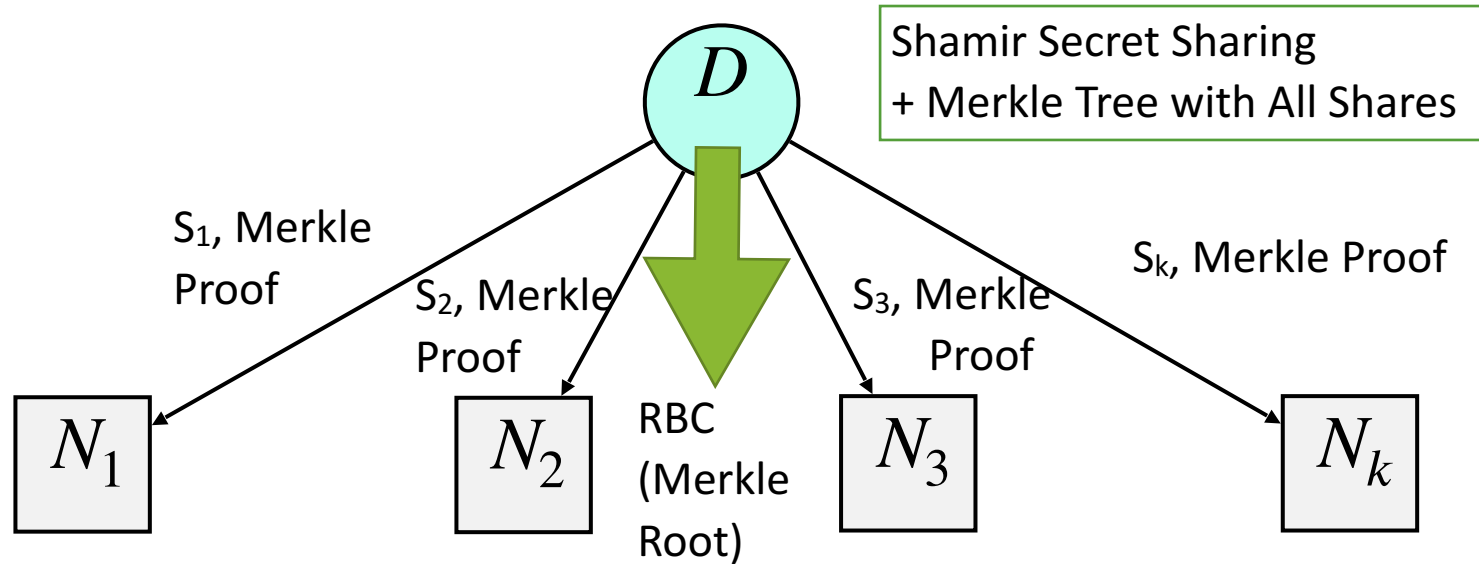 D
Shamir Secret Sharing
+ Merkle Tree with All Shares
S₁, Merkle
Proof
S₂, Merkle
Proof
S₃, Merkle
Proof
Sₖ, Merkle Proof
N₁
N₂
RBC
(Merkle
Root)
N₃
Nₖ